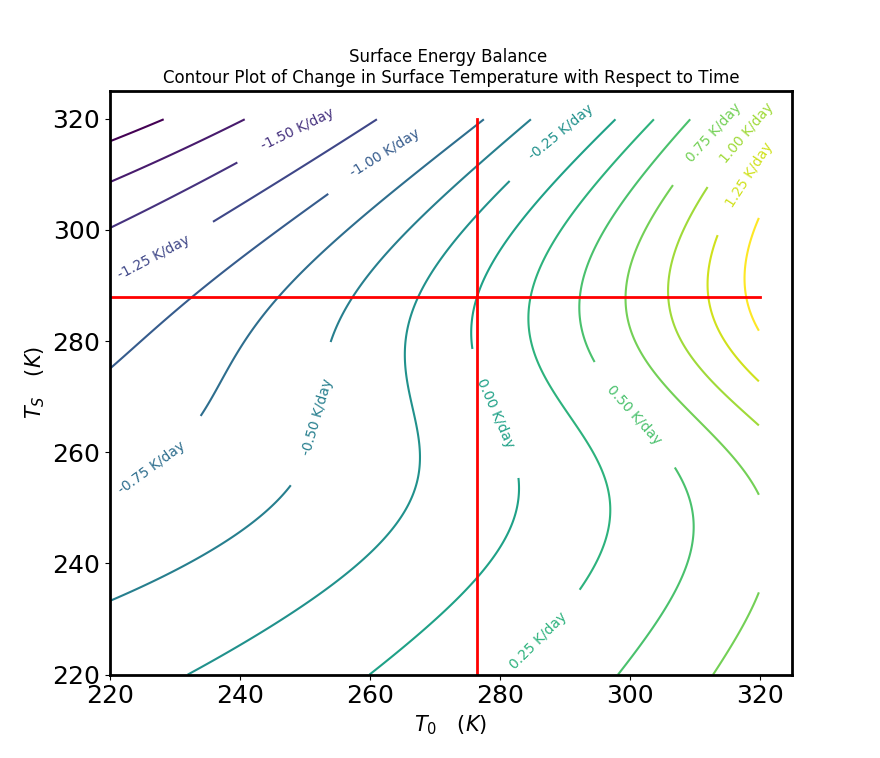 Surface Energy Balance
Contour Plot of Change in Surface Temperature with Respect to Time
320
300
280
260
240
220
T_S (K)
-1.50 K/day
-1.00 K/day
-0.25 K/day
0.75 K/day
1.00 K/day
1.25 K/day
-1.25 K/day
-0.50 K/day
0.00 K/day
0.50 K/day
-0.75 K/day
0.25 K/day
220
240
260
280
300
320
T_0 (K)